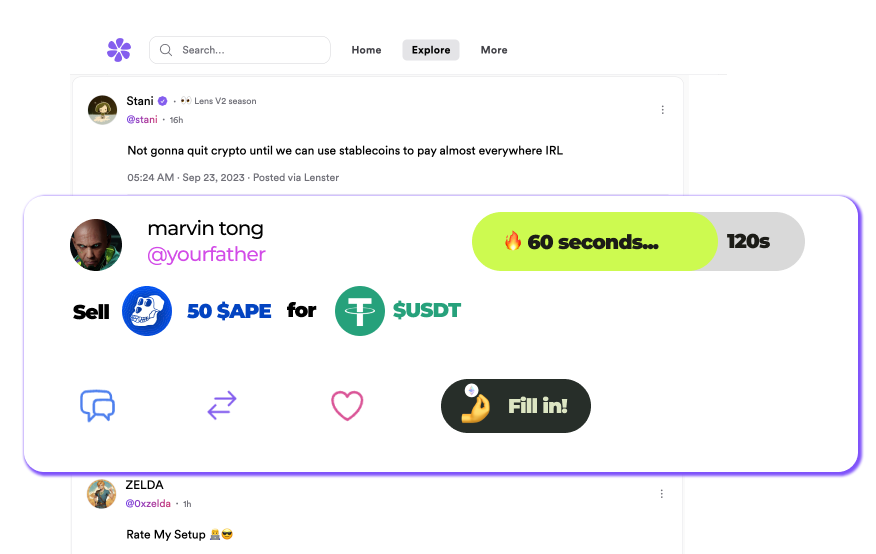 Search...
Home
Explore
More
Stani · 👀 Lens V2 season
@stani · 16h
Not gonna quit crypto until we can use stablecoins to pay almost everywhere IRL
05:24 AM · Sep 23, 2023 · Posted via Lenster
marvin tong
@yourfather
🔥 60 seconds...
120s
Sell 50 $APE for $USDT
Fill in!
ZELDA
@0xzelda · 1h
Rate My Setup 👩‍💻😎